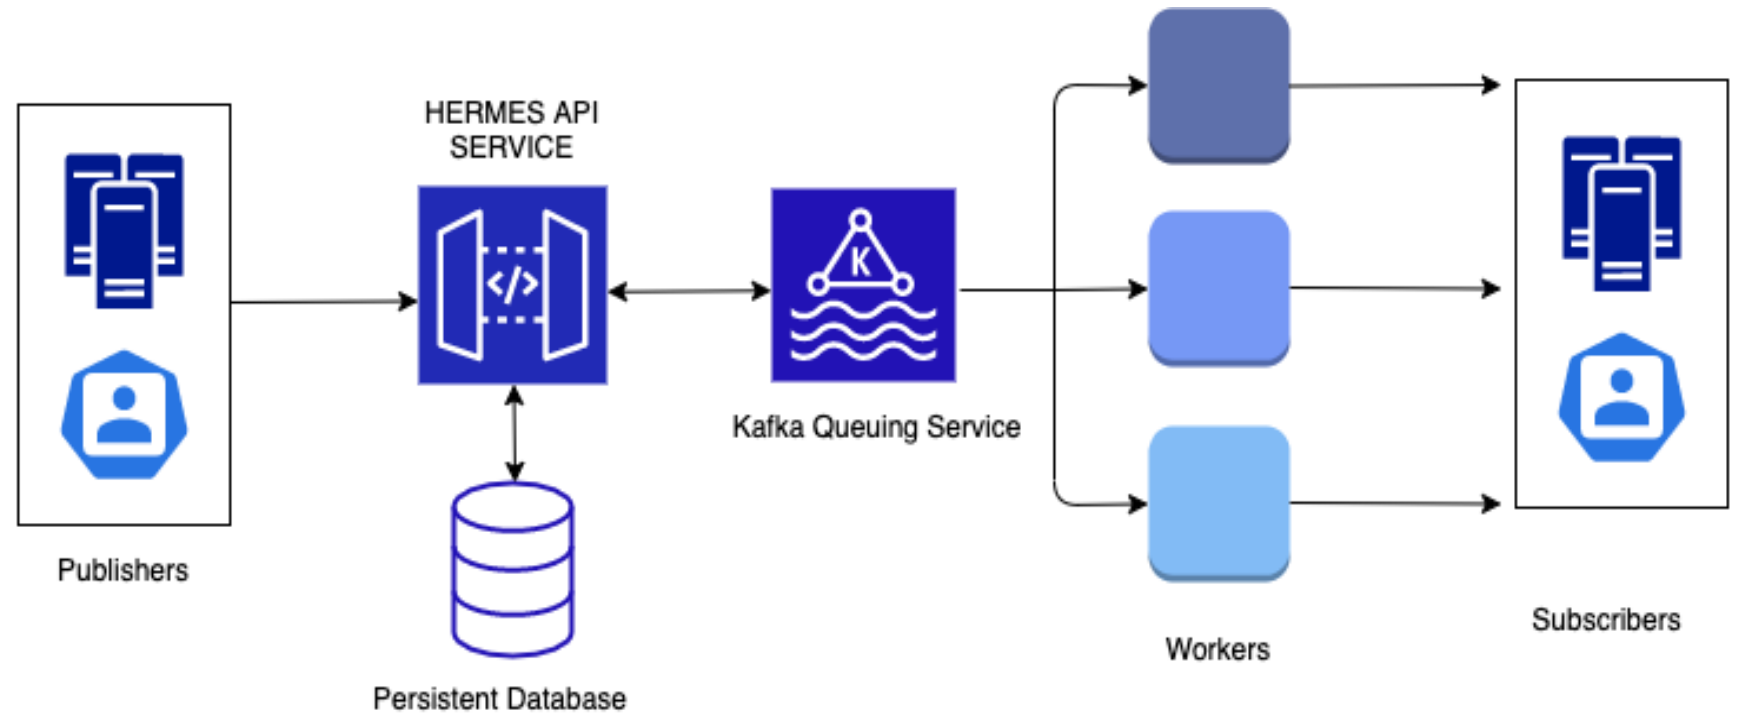 HERMES API
SERVICE
</>
K
Kafka Queuing Service
Publishers
Persistent Database
Workers
Subscribers